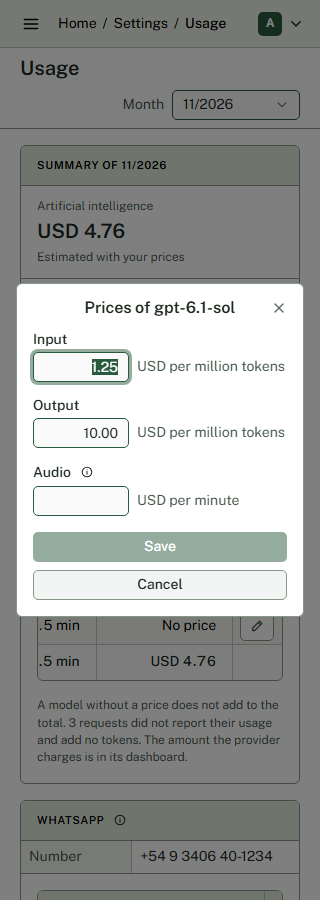 Home / Settings / Usage
A
Usage
Month
11/2026
SUMMARY OF 11/2026
Artificial intelligence
USD 4.76
Estimated with your prices
Prices of gpt-6.1-sol
Input
1.25 USD per million tokens
Output
10.00 USD per million tokens
Audio
USD per minute
Save
Cancel
.5 min No price
.5 min USD 4.76
A model without a price does not add to the
total. 3 requests did not report their usage
and add no tokens. The amount the provider
charges is in its dashboard.
WHATSAPP
Number +54 9 3406 40-1234